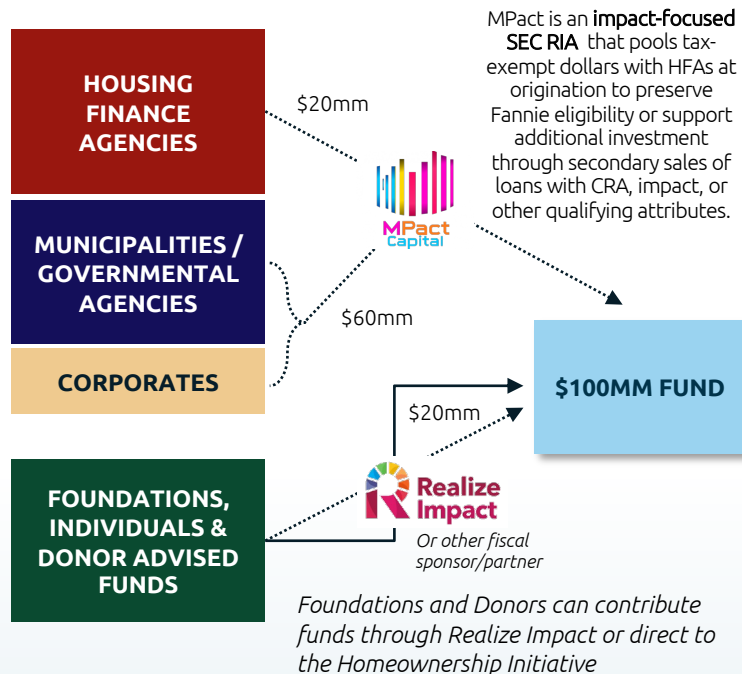 MPact is an impact-focused
SEC RIA that pools tax-
exempt dollars with HFAs at
origination to preserve
Fannie eligibility or support
additional investment
through secondary sales of
loans with CRA, impact, or
other qualifying attributes.
HOUSING
FINANCE
AGENCIES
$20mm
MPact
Capital
MUNICIPALITIES /
GOVERNMENTAL
AGENCIES
$60mm
CORPORATES
$100MM FUND
$20mm
FOUNDATIONS,
INDIVIDUALS &
DONOR ADVISED
FUNDS
R
Realize
Impact
Or other fiscal
sponsor/partner
Foundations and Donors can contribute
funds through Realize Impact or direct to
the Homeownership Initiative